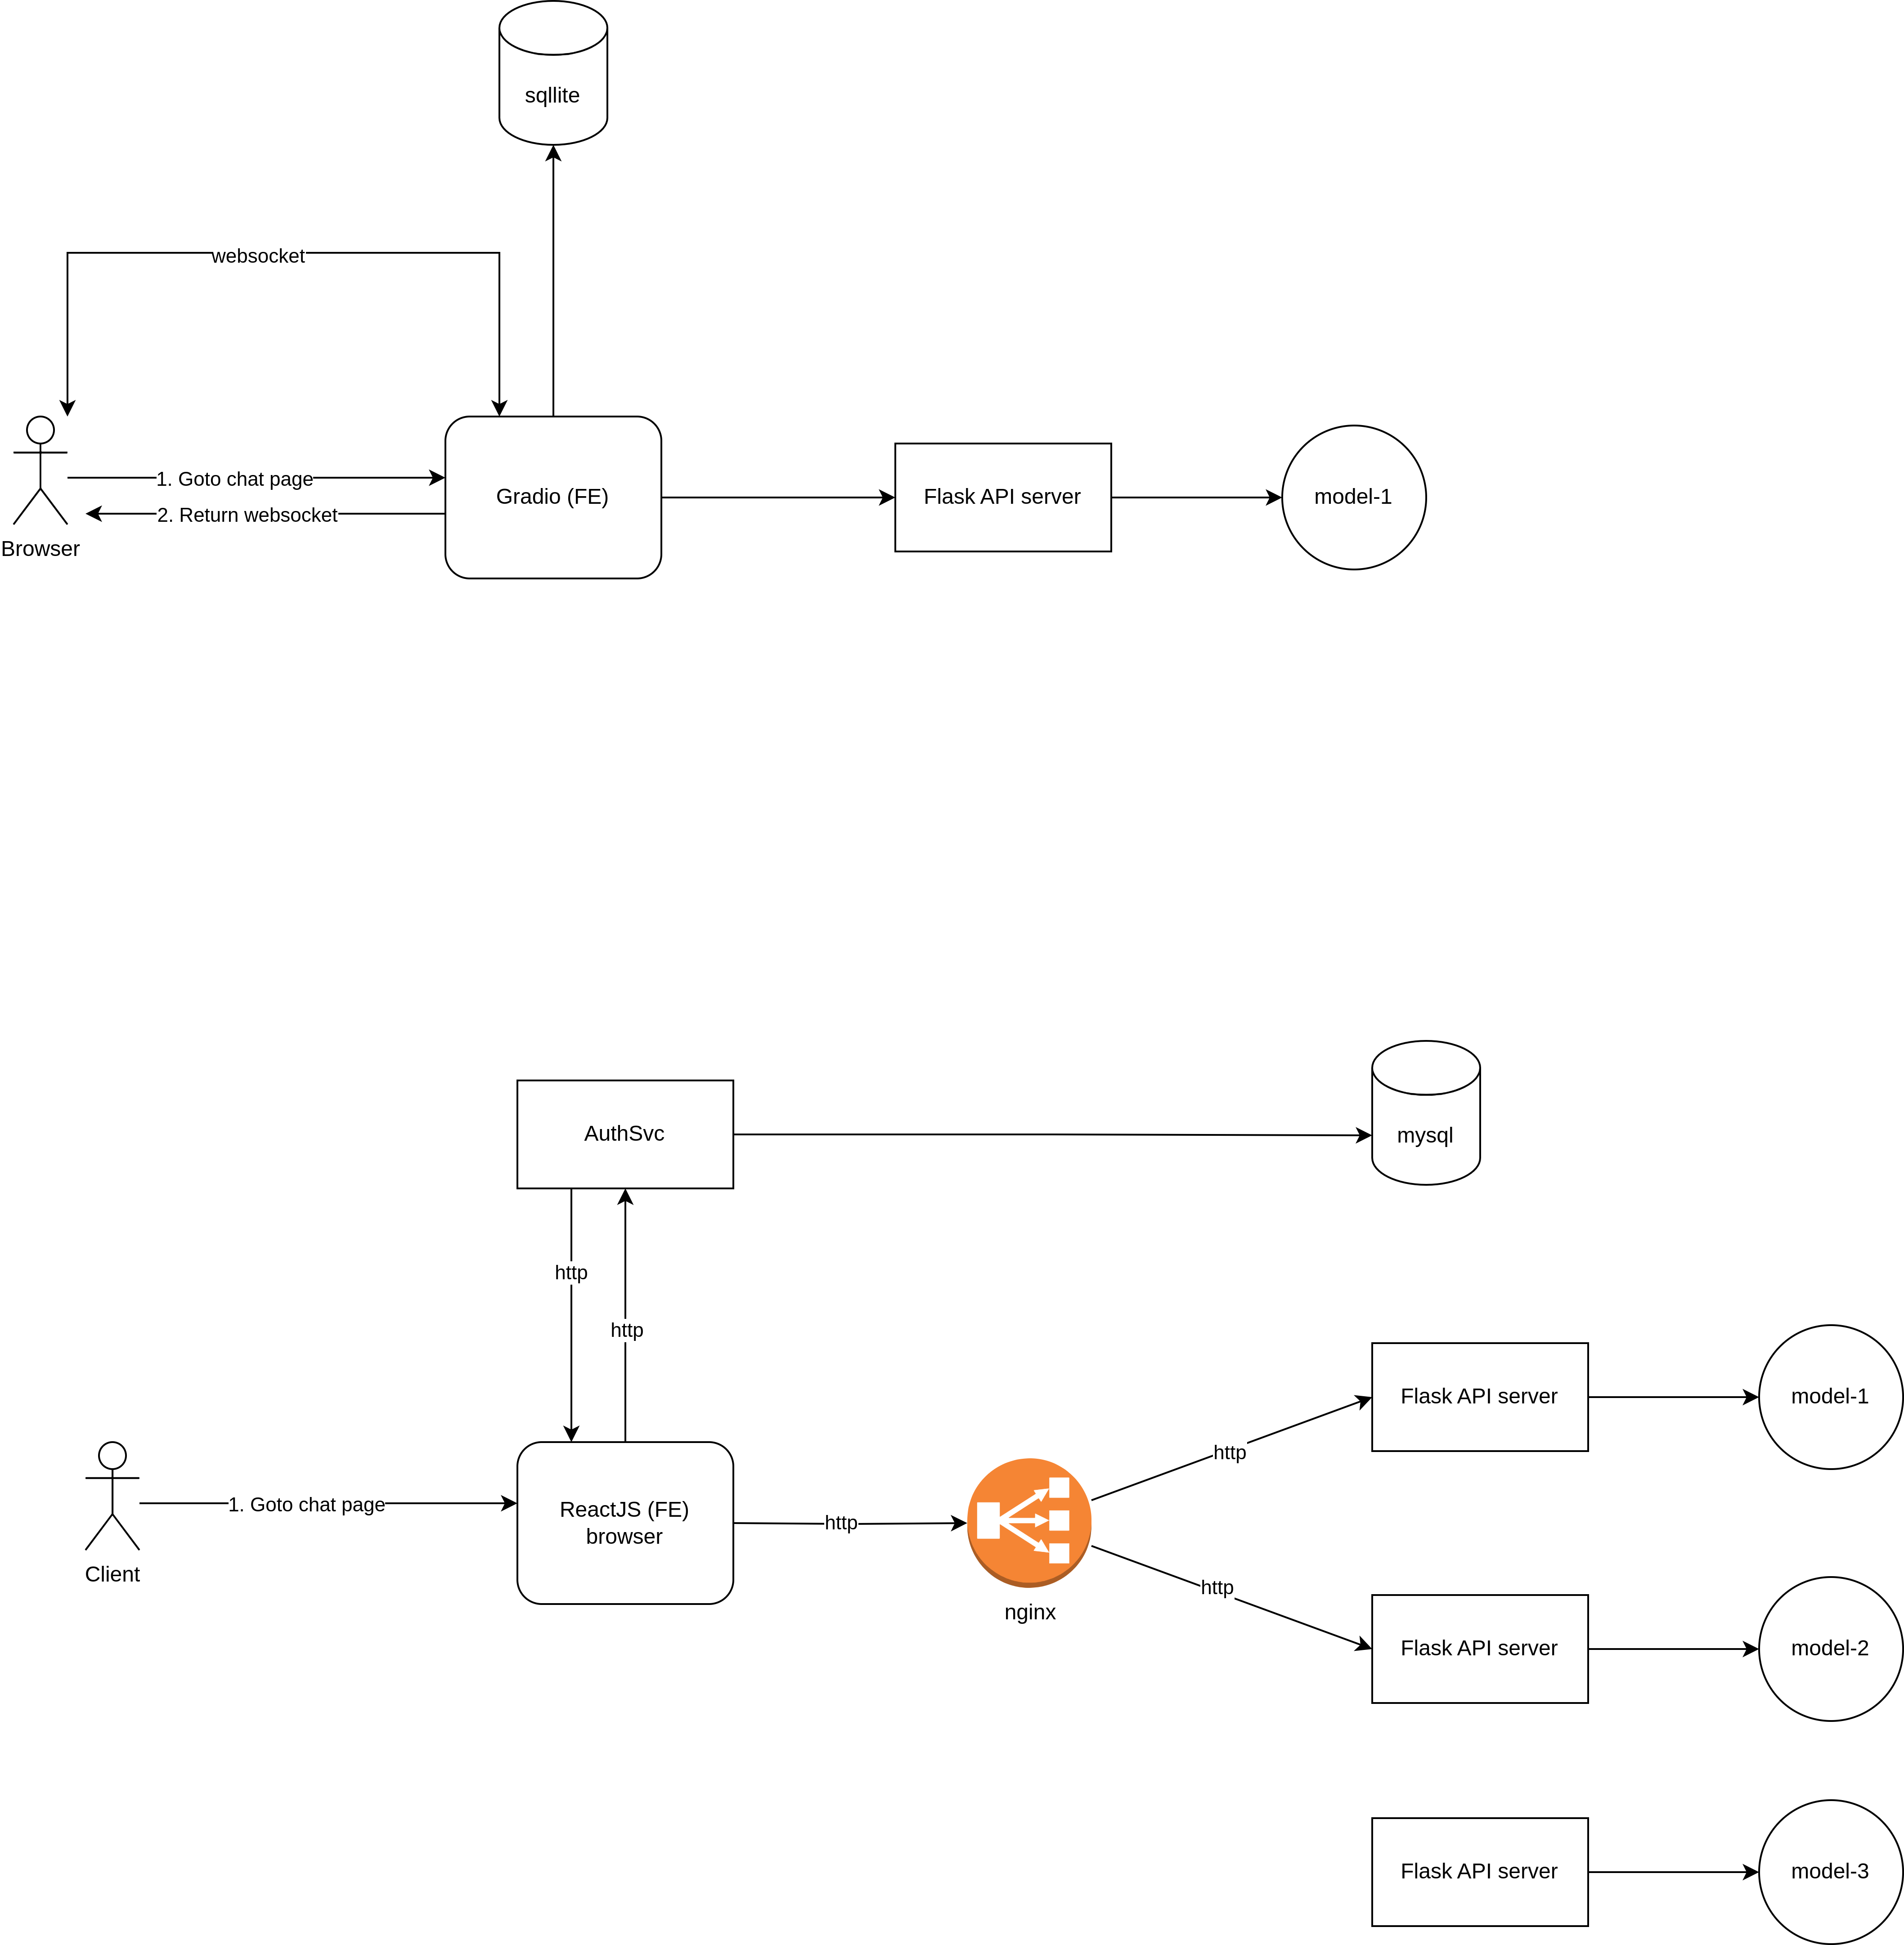 sqllite
websocket
1. Goto chat page
2. Return websocket
Browser
Gradio (FE)
Flask API server
model-1
AuthSvc
mysql
http
http
1. Goto chat page
Client
ReactJS (FE)
browser
http
nginx
http
http
Flask API server
model-1
Flask API server
model-2
Flask API server
model-3